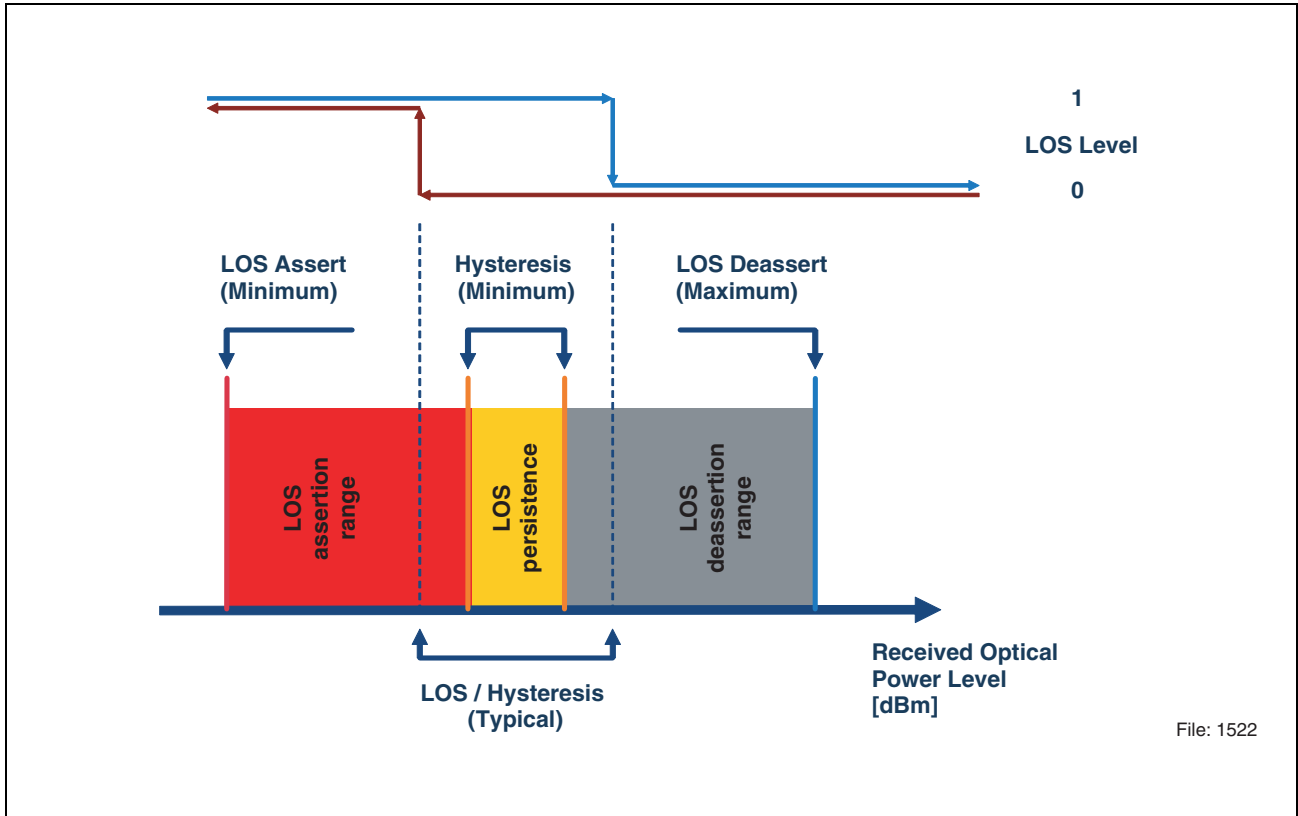 1
LOS Level
0
LOS Assert
(Minimum)
Hysteresis
(Minimum)
LOS Deassert
(Maximum)
LOS
assertion
range
LOS
persistence
LOS
deassertion
range
Received Optical
Power Level
[dBm]
LOS / Hysteresis
(Typical)
File: 1522